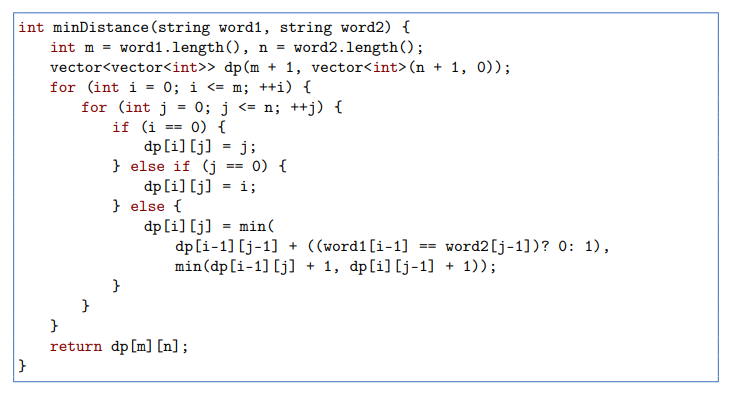 int minDistance(string word1, string word2) {
    int m = word1.length(), n = word2.length();
    vector<vector<int>> dp(m + 1, vector<int>(n + 1, 0));
    for (int i = 0; i <= m; ++i) {
        for (int j = 0; j <= n; ++j) {
            if (i == 0) {
                dp[i][j] = j;
            } else if (j == 0) {
                dp[i][j] = i;
            } else {
                dp[i][j] = min(
                    dp[i-1][j-1] + ((word1[i-1] == word2[j-1])? 0: 1),
                    min(dp[i-1][j] + 1, dp[i][j-1] + 1));
            }
        }
    }
    return dp[m][n];
}